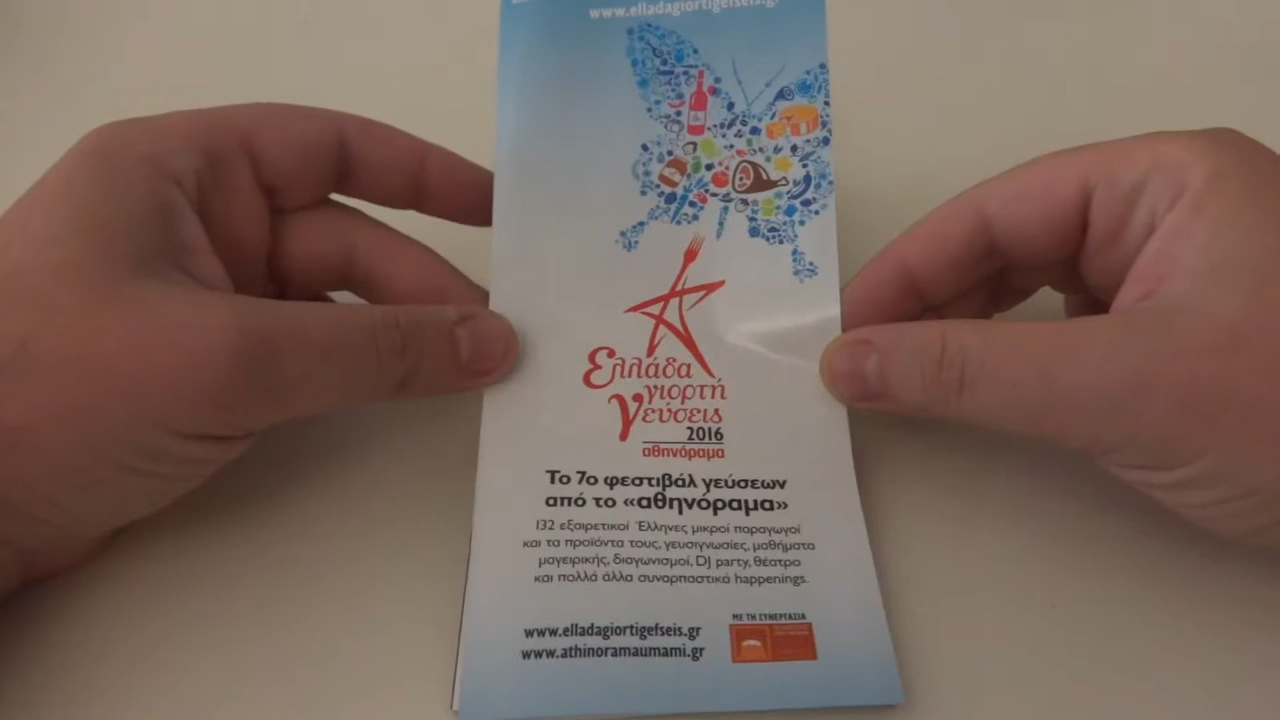 www.elladagiortigefseis.gr
Ελλάδα
γιορτή
γεύσεις
2016
αθηνόραμα
Το 7ο φεστιβάλ γεύσεων
από το «αθηνόραμα»
132 εξαιρετικοί Έλληνες μικροί παραγωγοί
και τα προϊόντα τους, γευσιγνωσίες, μαθήματα
μαγειρικής, διαγωνισμοί, DJ party, θέατρο
και πολλά άλλα συναρπαστικά happenings.
ΜΕ ΤΗ ΣΥΝΕΡΓΑΣΙΑ
www.elladagiortigefseis.gr
www.athinoramaumami.gr